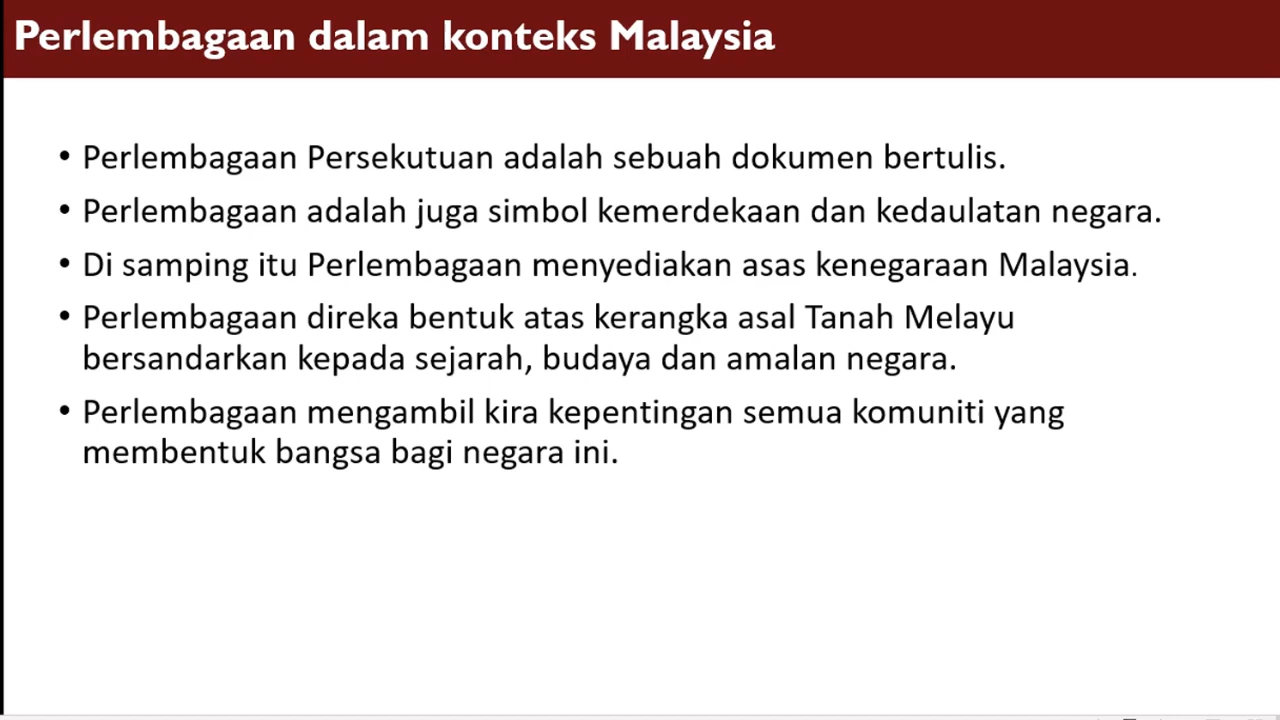 Perlembagaan dalam konteks Malaysia
• Perlembagaan Persekutuan adalah sebuah dokumen bertulis.
• Perlembagaan adalah juga simbol kemerdekaan dan kedaulatan negara.
• Di samping itu Perlembagaan menyediakan asas kenegaraan Malaysia.
• Perlembagaan direka bentuk atas kerangka asal Tanah Melayu
bersandarkan kepada sejarah, budaya dan amalan negara.
• Perlembagaan mengambil kira kepentingan semua komuniti yang
membentuk bangsa bagi negara ini.